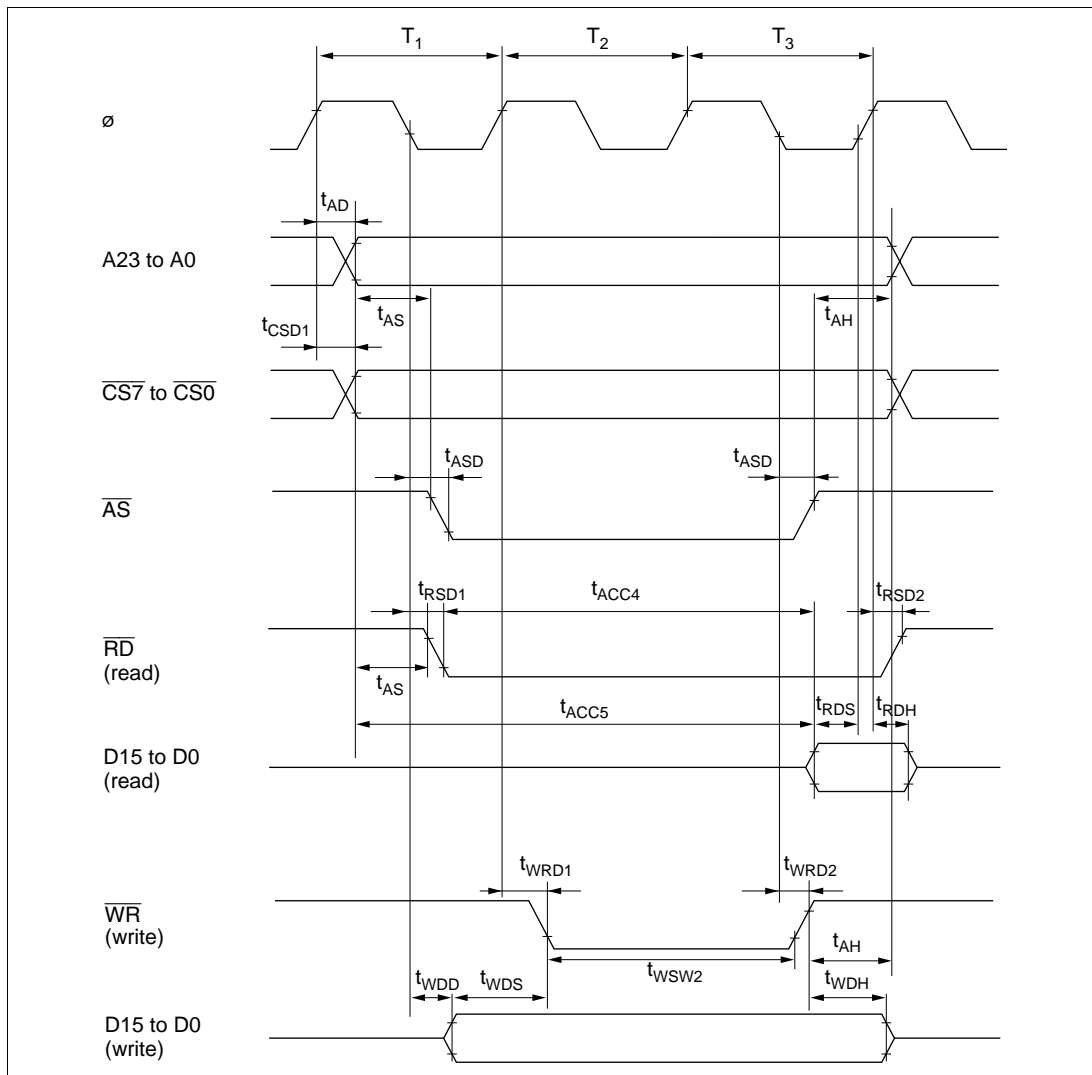 T1 T2 T3
ø
tAD
A23 to A0
tAS tAH
tCSD1
CS7 to CS0
tASD tASD
AS
tRSD1 tACC4 tRSD2
RD
(read)
tAS
tACC5 tRDS tRDH
D15 to D0
(read)
tWRD1 tWRD2
WR
(write)
tAH
tWSW2
tWDD tWDS tWDH
D15 to D0
(write)